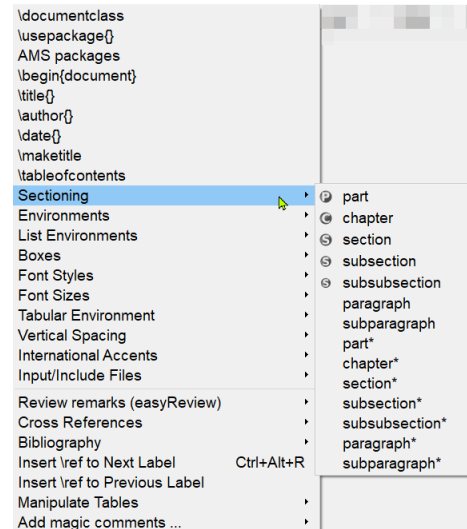 \documentclass
\usepackage{}
AMS packages
\begin{document}
\title{}
\author{}
\date{}
\maketitle
\tableofcontents
Sectioning
Environments
List Environments
Boxes
Font Styles
Font Sizes
Tabular Environment
Vertical Spacing
International Accents
Input/Include Files
Review remarks (easyReview)
Cross References
Bibliography
Insert \ref to Next Label Ctrl+Alt+R
Insert \ref to Previous Label
Manipulate Tables
Add magic comments ...
P part
C chapter
S section
S subsection
S subsubsection
paragraph
subparagraph
part*
chapter*
section*
subsection*
subsubsection*
paragraph*
subparagraph*